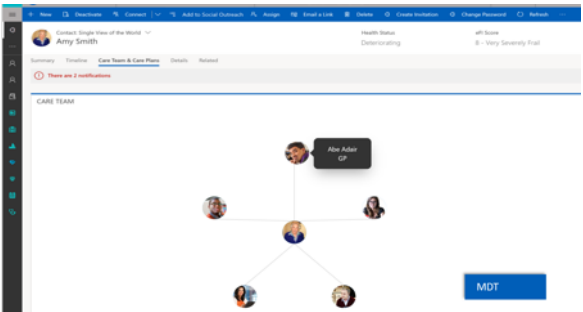 New Deactivate Connect Add to Social Outreach Assign Email a Link Delete Create Invitation Change Password Refresh
Contact: Single View of the World
Amy Smith
Health Status
Deteriorating
eFI Score
8 – Very Severely Frail
Summary Timeline Care Team & Care Plans Details Related
There are 2 notifications
CARE TEAM
Abe Adair
GP
MDT